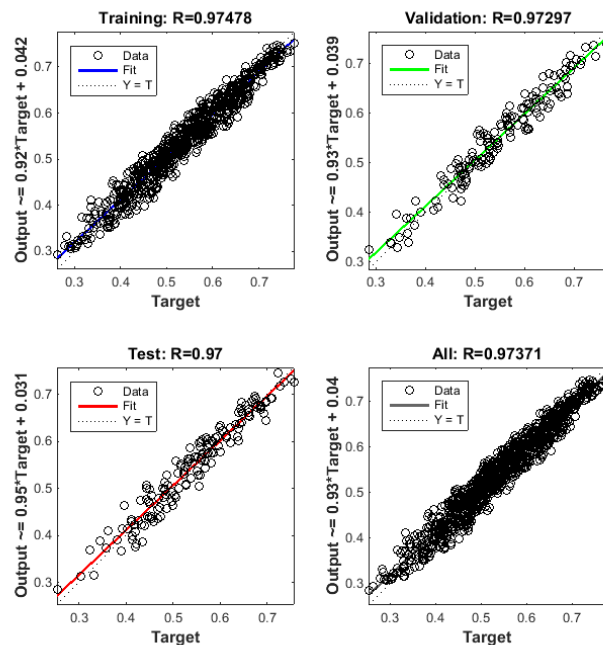 Training: R=0.97478
Output ~= 0.92*Target + 0.042
Data
Fit
Y = T
0.7
0.6
0.5
0.4
0.3
0.3 0.4 0.5 0.6 0.7
Target
Validation: R=0.97297
Output ~= 0.93*Target + 0.039
Data
Fit
Y = T
0.7
0.6
0.5
0.4
0.3
0.3 0.4 0.5 0.6 0.7
Target
Test: R=0.97
Output ~= 0.95*Target + 0.031
Data
Fit
Y = T
0.7
0.6
0.5
0.4
0.3
0.3 0.4 0.5 0.6 0.7
Target
All: R=0.97371
Output ~= 0.93*Target + 0.04
Data
Fit
Y = T
0.7
0.6
0.5
0.4
0.3
0.3 0.4 0.5 0.6 0.7
Target